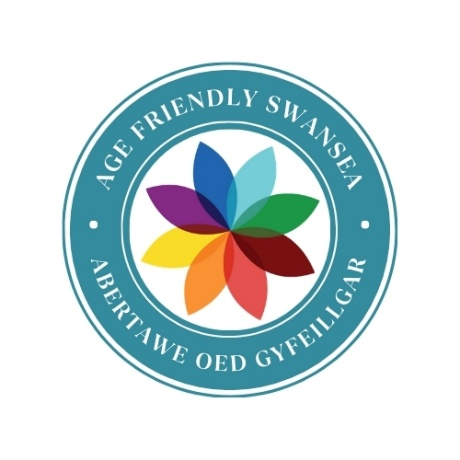 AGE FRIENDLY SWANSEA
ABERTAWE OED GYFEILLGAR